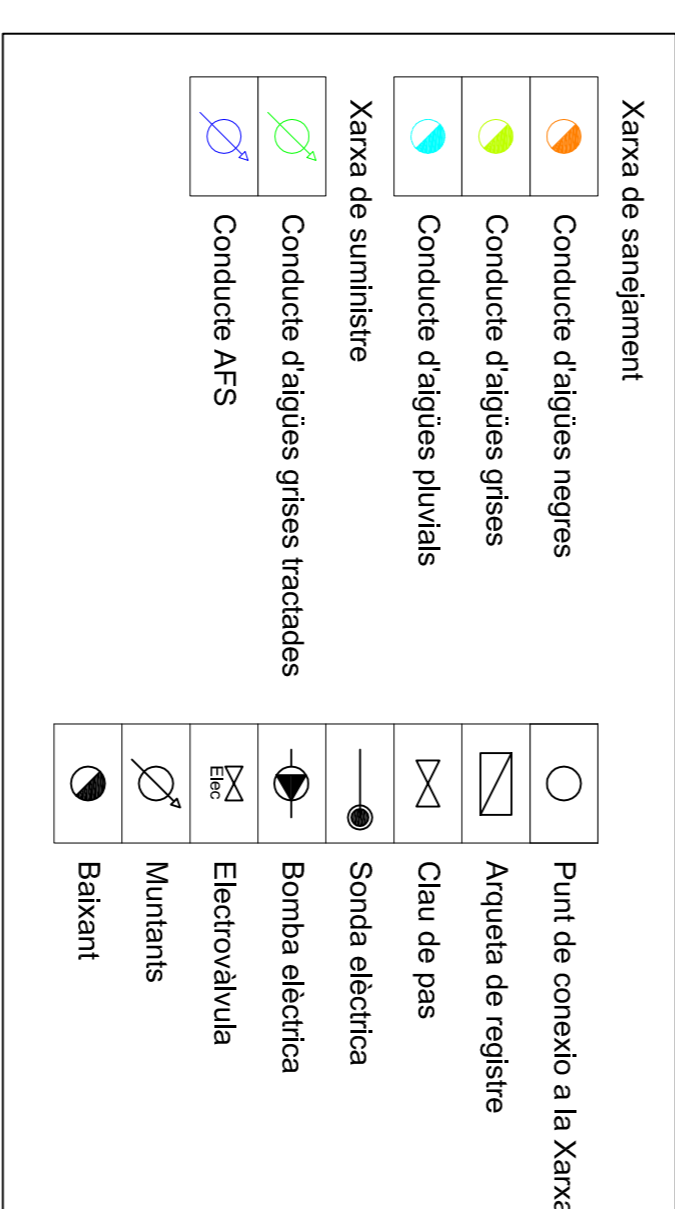 Xarxa de sanejament
Conducte d'aigües negres
Conducte d'aigües grises
Conducte d'aigües pluvials
Xarxa de suministre
Conducte d'aigües grises tractades
Conducte AFS
Punt de conexio a la Xarxa
Arqueta de registre
Clau de pas
Sonda elèctrica
Bomba elèctrica
Elec
Electrovàlvula
Muntants
Baixant